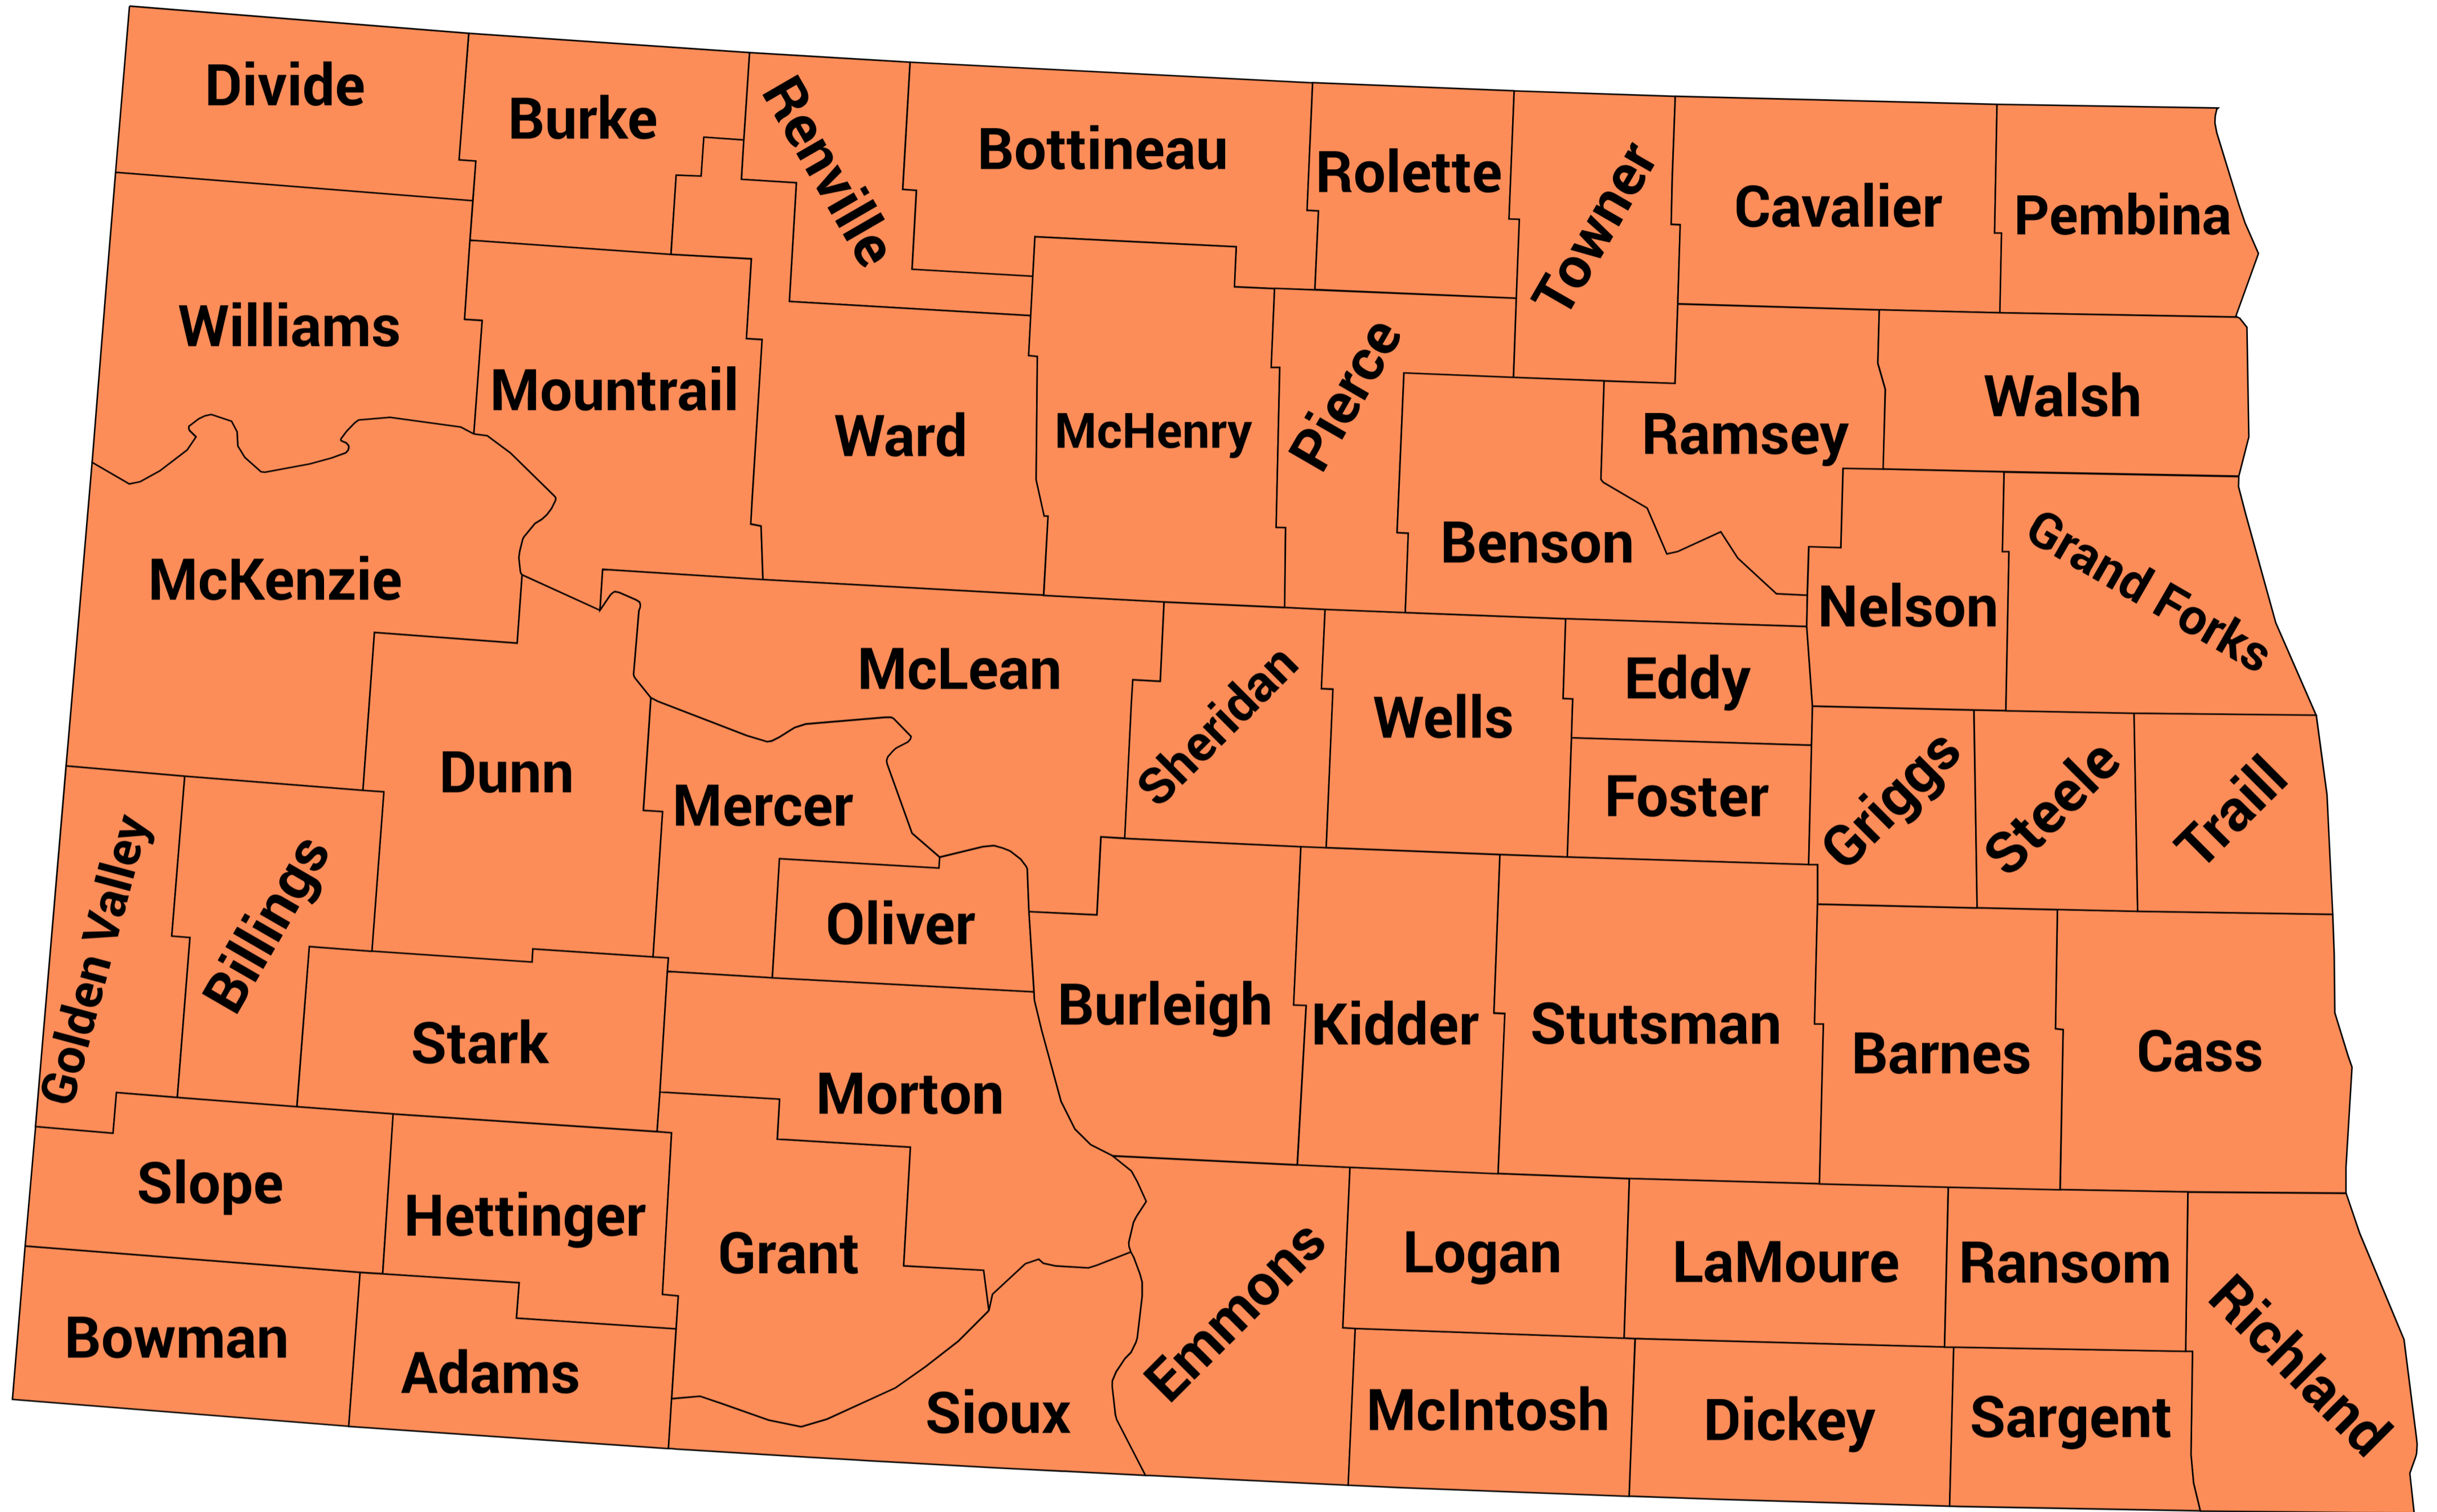 Divide
Burke
Renville
Bottineau
Rolette
Towner
Cavalier
Pembina
Williams
Mountrail
Ward
McHenry
Pierce
Ramsey
Walsh
McKenzie
Benson
Nelson
Grand Forks
McLean
Sheridan
Wells
Eddy
Dunn
Mercer
Foster
Griggs
Steele
Traill
Golden Valley
Billings
Oliver
Stark
Burleigh
Kidder
Stutsman
Barnes
Cass
Morton
Slope
Hettinger
Grant
Emmons
Logan
LaMoure
Ransom
Richland
Bowman
Adams
Sioux
McIntosh
Dickey
Sargent